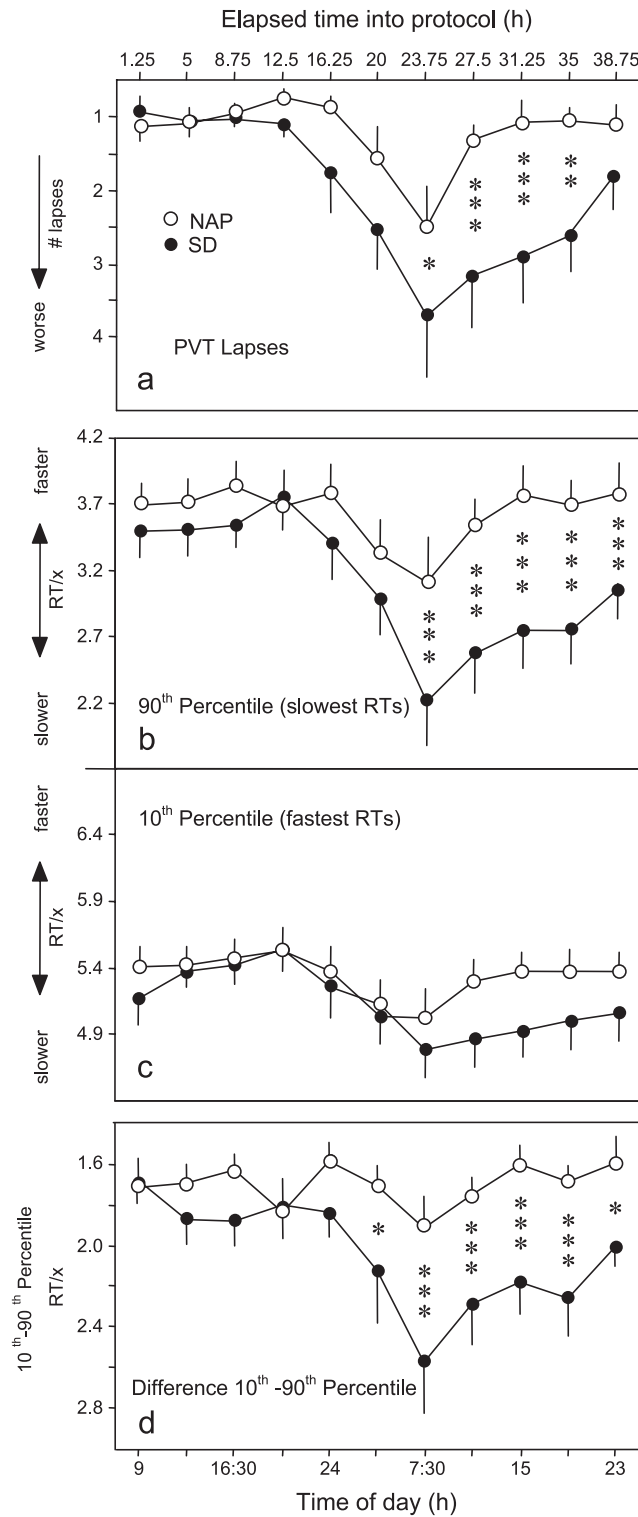 Elapsed time into protocol (h)
1.25 5 8.75 12.5 16.25 20 23.75 27.5 31.25 35 38.75
1
2
3
4
# lapses
worse
NAP
SD
*
***
***
**
PVT Lapses
a
4.2
3.7
3.2
2.7
2.2
faster
RT/x
slower
***
***
***
***
***
90th Percentile (slowest RTs)
b
10th Percentile (fastest RTs)
6.4
5.9
5.4
4.9
faster
RT/x
slower
c
1.6
2.0
2.4
2.8
10th-90th Percentile
RT/x
*
***
***
***
***
*
Difference 10th -90th Percentile
d
9 16:30 24 7:30 15 23
Time of day (h)